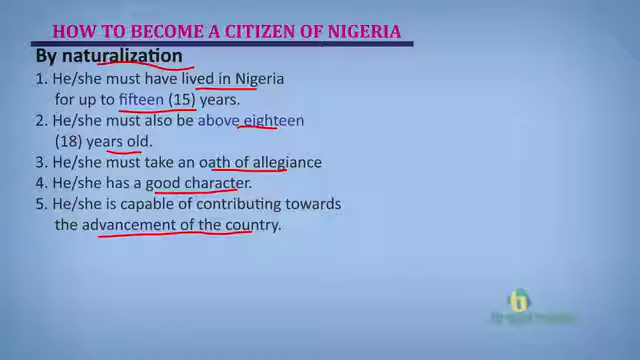 HOW TO BECOME A CITIZEN OF NIGERIA
By naturalization
1. He/she must have lived in Nigeria
for up to fifteen (15) years.
2. He/she must also be above eighteen
(18) years old.
3. He/she must take an oath of allegiance
4. He/she has a good character.
5. He/she is capable of contributing towards
the advancement of the country.